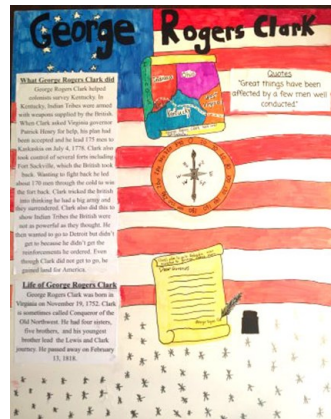 George Rogers Clark
What George Rogers Clark did
George Rogers Clark helped
colonists survey Kentucky. In
Kentucky, Indian Tribes were armed
with weapons supplied by the British.
When Clark asked Virginia governor
Patrick Henry for help, his plan had
been accepted and he lead 175 men to
Kaskaskia on July 4, 1778. Clark also
took control of several forts including
Fort Sackville, which the British took
back. Wanting to fight back he led
about 170 men through the cold to win
the fort back. Clark tricked the british
into thinking he had a big army and
they surrendered. Clark also did this to
show Indian Tribes the British were
not as powerful as they thought. He
then wanted to go to Detroit but didn't
get to because he didn't get the
reinforcements he ordered. Even
though Clark did not get to go, he
gained land for America.
Life of George Rogers Clark
George Rogers Clark was born in
Virginia on November 19, 1752. Clark
is sometimes called Conqueror of the
Old Northwest. He had four sisters,
five brothers, and his youngest
brother lead the Lewis and Clark
journey. He passed away on February
13, 1818.
Quotes
"Great things have been
affected by a few men well
conducted."